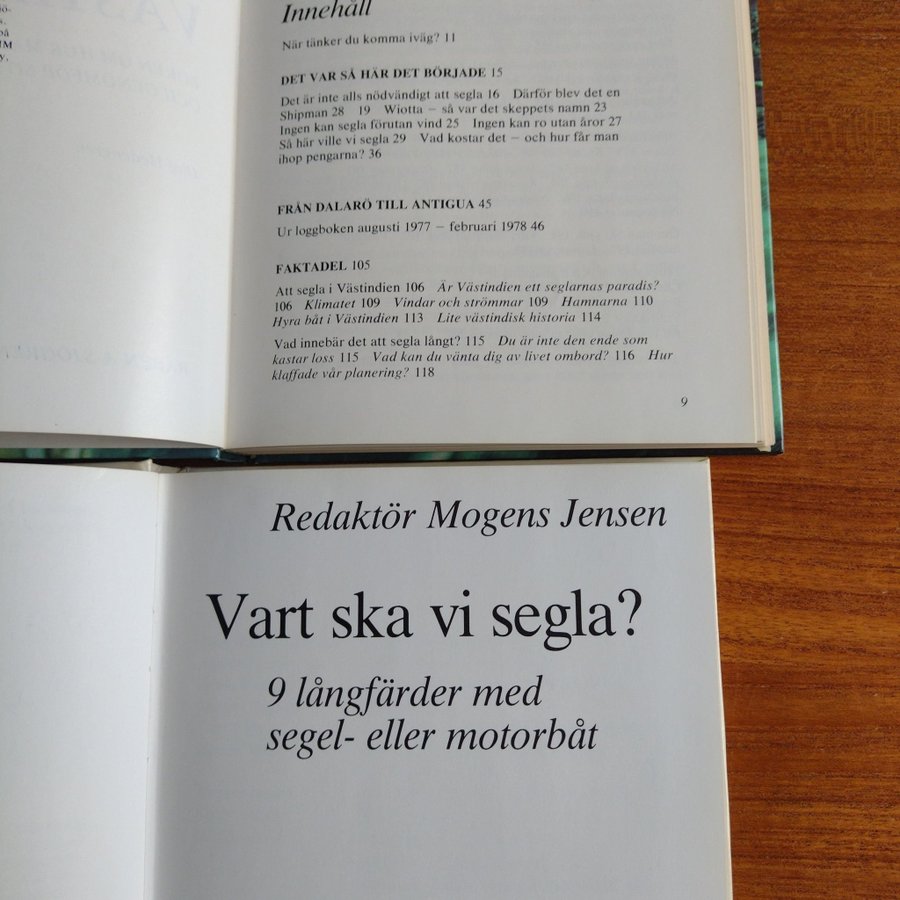 Innehåll
När tänker du komma iväg? 11
DET VAR SÅ HÄR DET BÖRJADE 15
Det är inte alls nödvändigt att segla 16 Därför blev det en
Shipman 28 19 Wiotta – så var det skeppets namn 23
Ingen kan segla förutan vind 25 Ingen kan ro utan åror 27
Så här ville vi segla 29 Vad kostar det – och hur får man
ihop pengarna? 36
FRÅN DALARÖ TILL ANTIGUA 45
Ur loggboken augusti 1977 – februari 1978 46
FAKTADEL 105
Att segla i Västindien 106 Är Västindien ett seglarnas paradis?
106 Klimatet 109 Vindar och strömmar 109 Hamnarna 110
Hyra båt i Västindien 113 Lite västindisk historia 114
Vad innebär det att segla långt? 115 Du är inte den ende som
kastar loss 115 Vad kan du vänta dig av livet ombord? 116 Hur
klaffade vår planering? 118
9
Redaktör Mogens Jensen
Vart ska vi segla?
9 långfärder med
segel- eller motorbåt